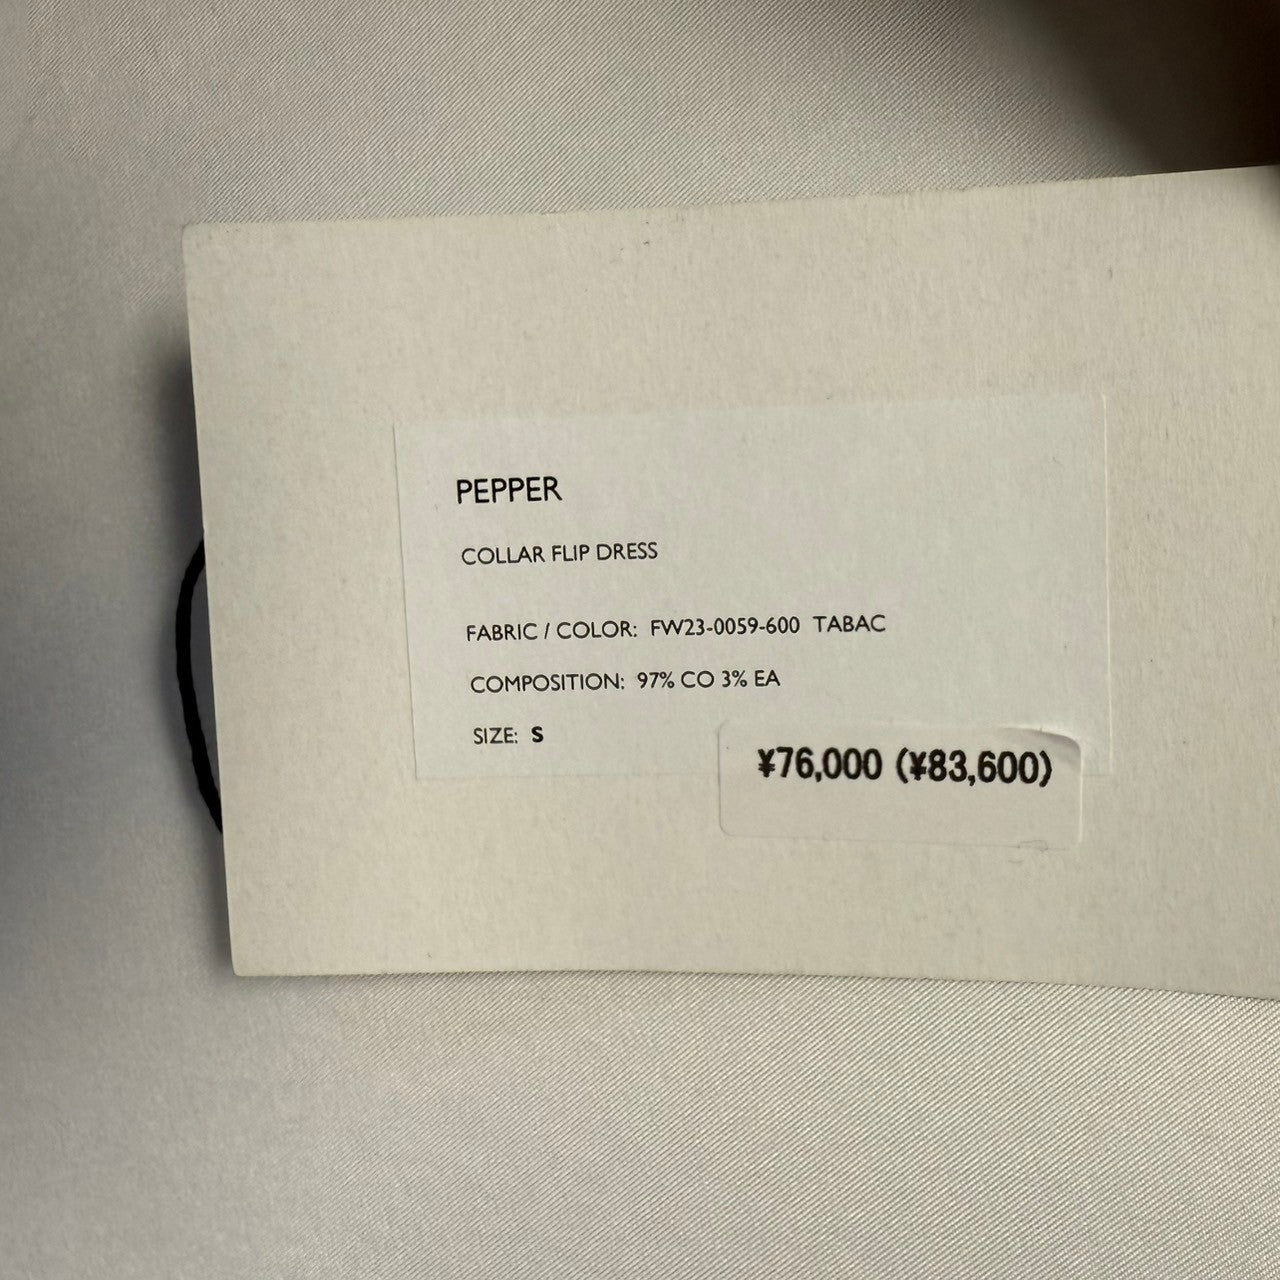 PEPPER
COLLAR FLIP DRESS
FABRIC / COLOR: FW23-0059-600 TABAC
COMPOSITION: 97% CO 3% EA
SIZE: S
¥76,000 (¥83,600)